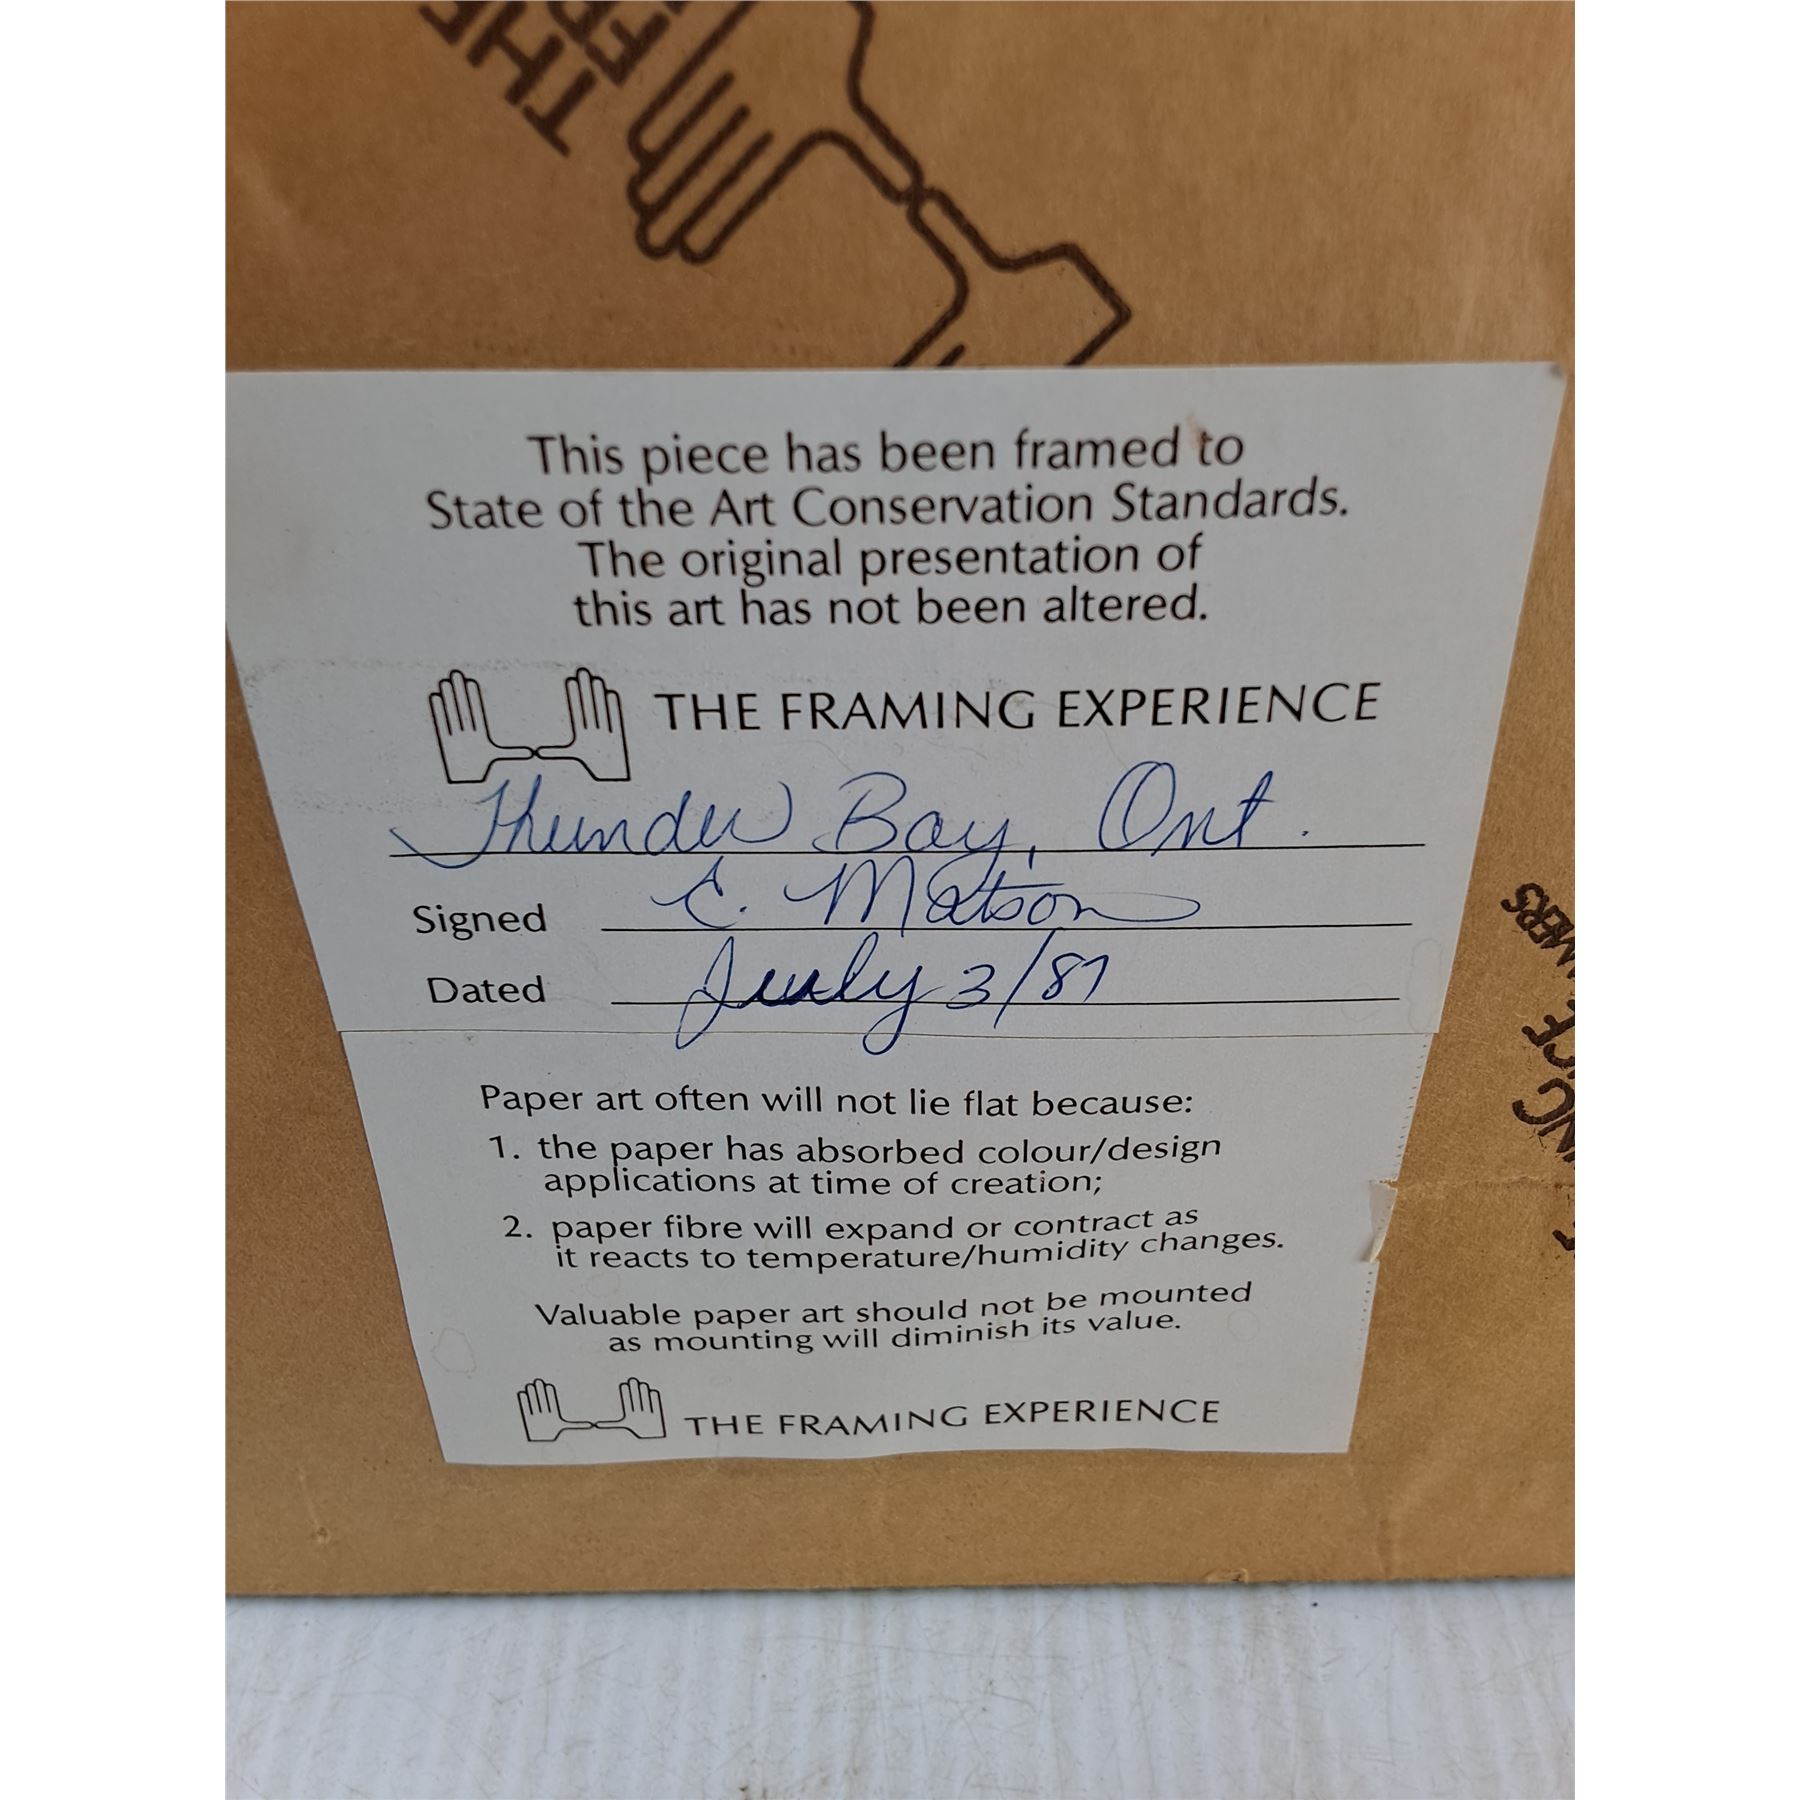 THE
This piece has been framed to
State of the Art Conservation Standards.
The original presentation of
this art has not been altered.
THE FRAMING EXPERIENCE
Thunder Bay, Ont.
Signed C. Matson
Dated July 3/87
Paper art often will not lie flat because:
1. the paper has absorbed colour/design
applications at time of creation;
2. paper fibre will expand or contract as
it reacts to temperature/humidity changes.
Valuable paper art should not be mounted
as mounting will diminish its value.
THE FRAMING EXPERIENCE